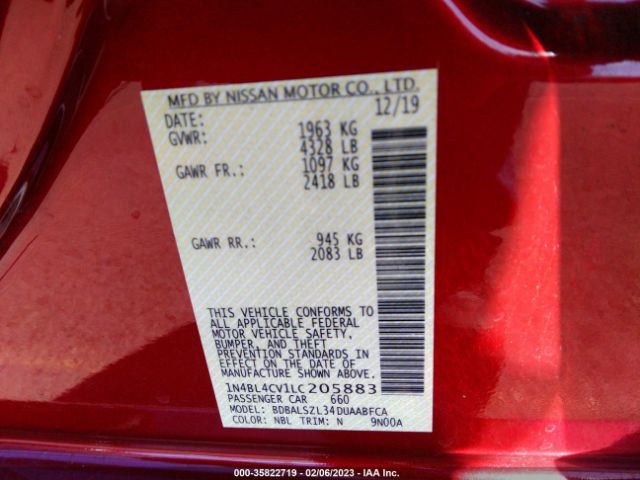 MFD BY NISSAN MOTOR CO., LTD.
DATE: 12/19
GVWR: 1963 KG
4328 LB
GAWR FR.: 1097 KG
2418 LB
GAWR RR.: 945 KG
2083 LB
THIS VEHICLE CONFORMS TO
ALL APPLICABLE FEDERAL
MOTOR VEHICLE SAFETY,
BUMPER, AND THEFT
PREVENTION STANDARDS IN
EFFECT ON THE DATE OF
MANUFACTURE SHOWN ABOVE.
1N4BL4CV1LC205883
PASSENGER CAR 660
MODEL: BDBALSZL34DUAABFCA
COLOR: NBL TRIM: N 9N00A
000-35822719 - 02/06/2023 - IAA Inc.